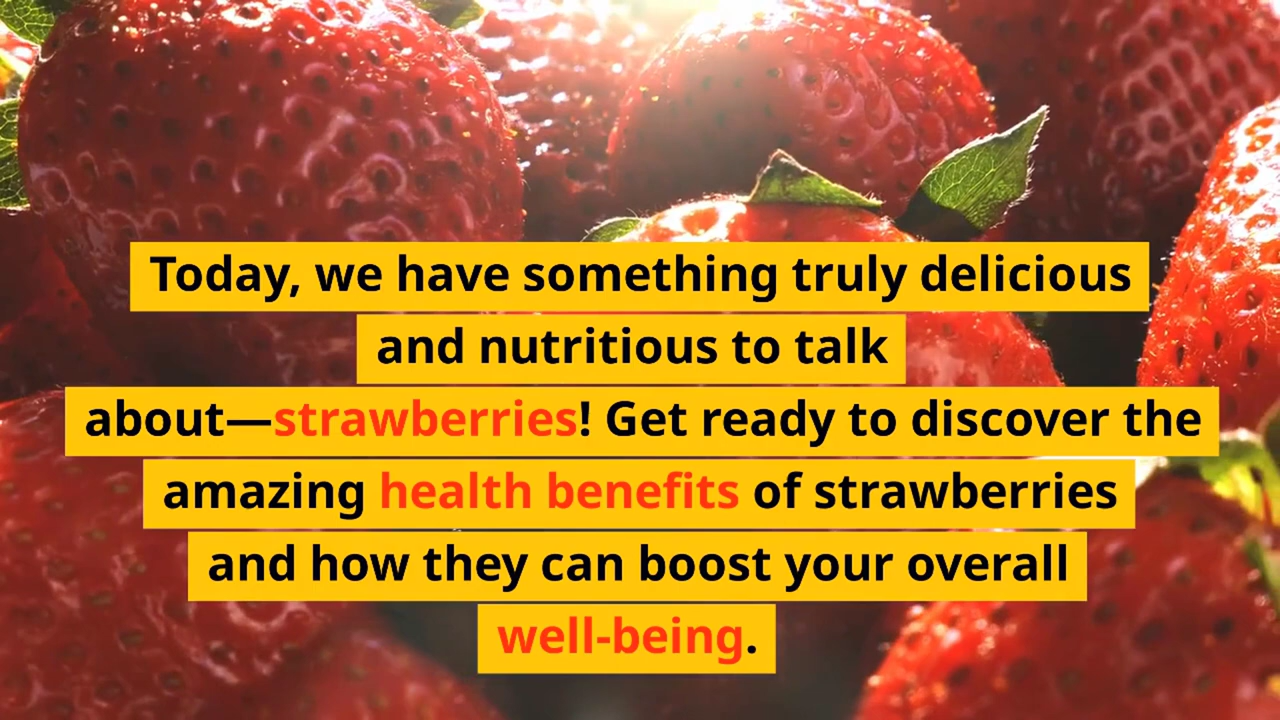 Today, we have something truly delicious
and nutritious to talk
about—strawberries! Get ready to discover the
amazing health benefits of strawberries
and how they can boost your overall
well-being.